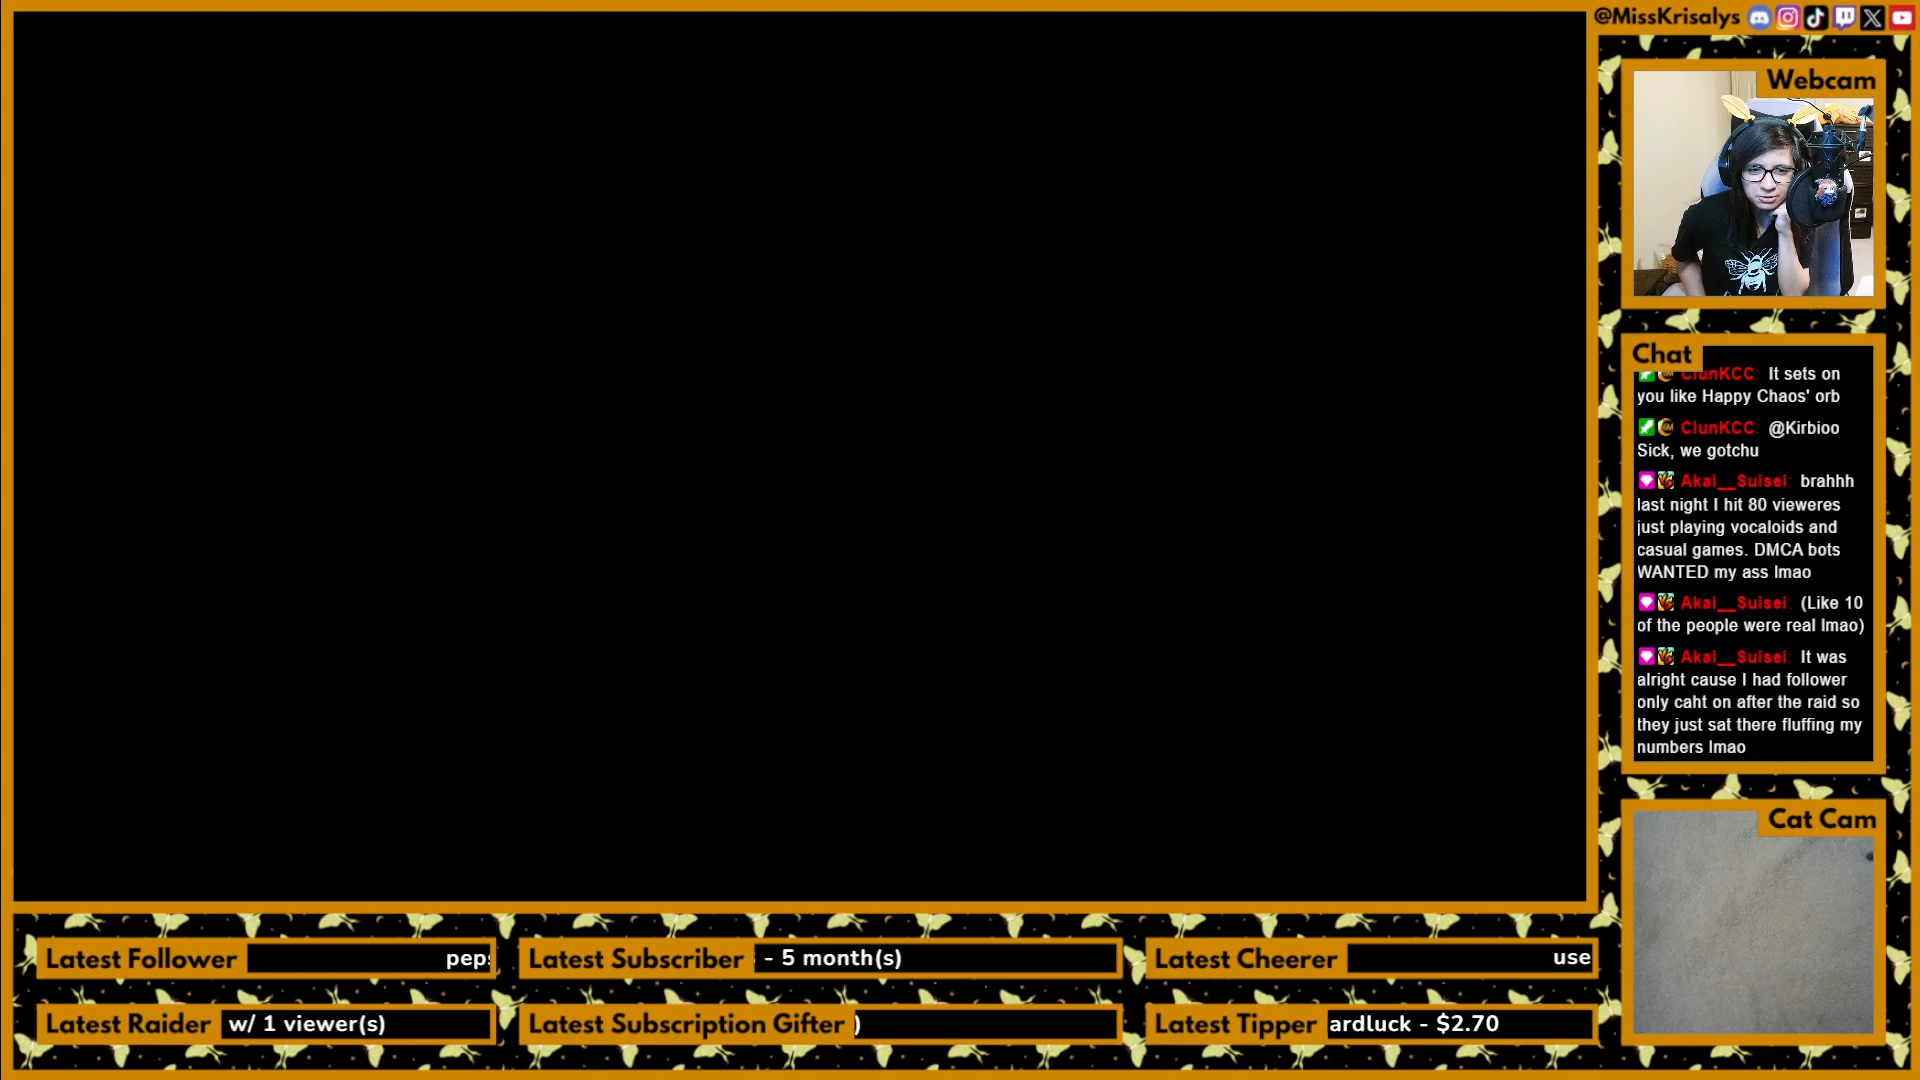 @MissKrisalys
Webcam
Chat
ClunKCC: It sets on
you like Happy Chaos' orb
ClunKCC: @Kirbioo
Sick, we gotchu
Akai__Suisei: brahhh
last night I hit 80 vieweres
just playing vocaloids and
casual games. DMCA bots
WANTED my ass lmao
Akai__Suisei: (Like 10
of the people were real lmao)
Akai__Suisei: It was
alright cause I had follower
only caht on after the raid so
they just sat there fluffing my
numbers lmao
Cat Cam
Latest Follower peps
Latest Subscriber - 5 month(s)
Latest Cheerer use
Latest Raider w/ 1 viewer(s)
Latest Subscription Gifter )
Latest Tipper ardluck - $2.70